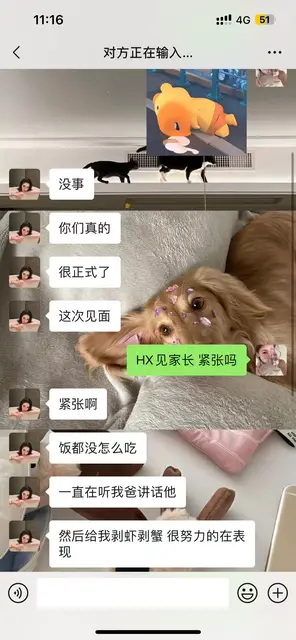 11:16
4G
51
对方正在输入...
没事
你们真的
很正式了
这次见面
HX 见家长 紧张吗
紧张啊
饭都没怎么吃
一直在听我爸讲话他
然后给我剥虾剥蟹 很努力的在表
现